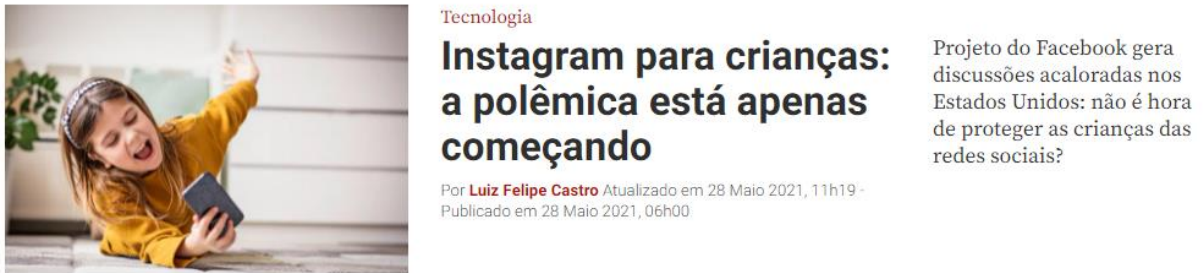 Tecnologia
Instagram para crianças:
a polêmica está apenas
começando
Por Luiz Felipe Castro Atualizado em 28 Maio 2021, 11h19 -
Publicado em 28 Maio 2021, 06h00
Projeto do Facebook gera
discussões acaloradas nos
Estados Unidos: não é hora
de proteger as crianças das
redes sociais?